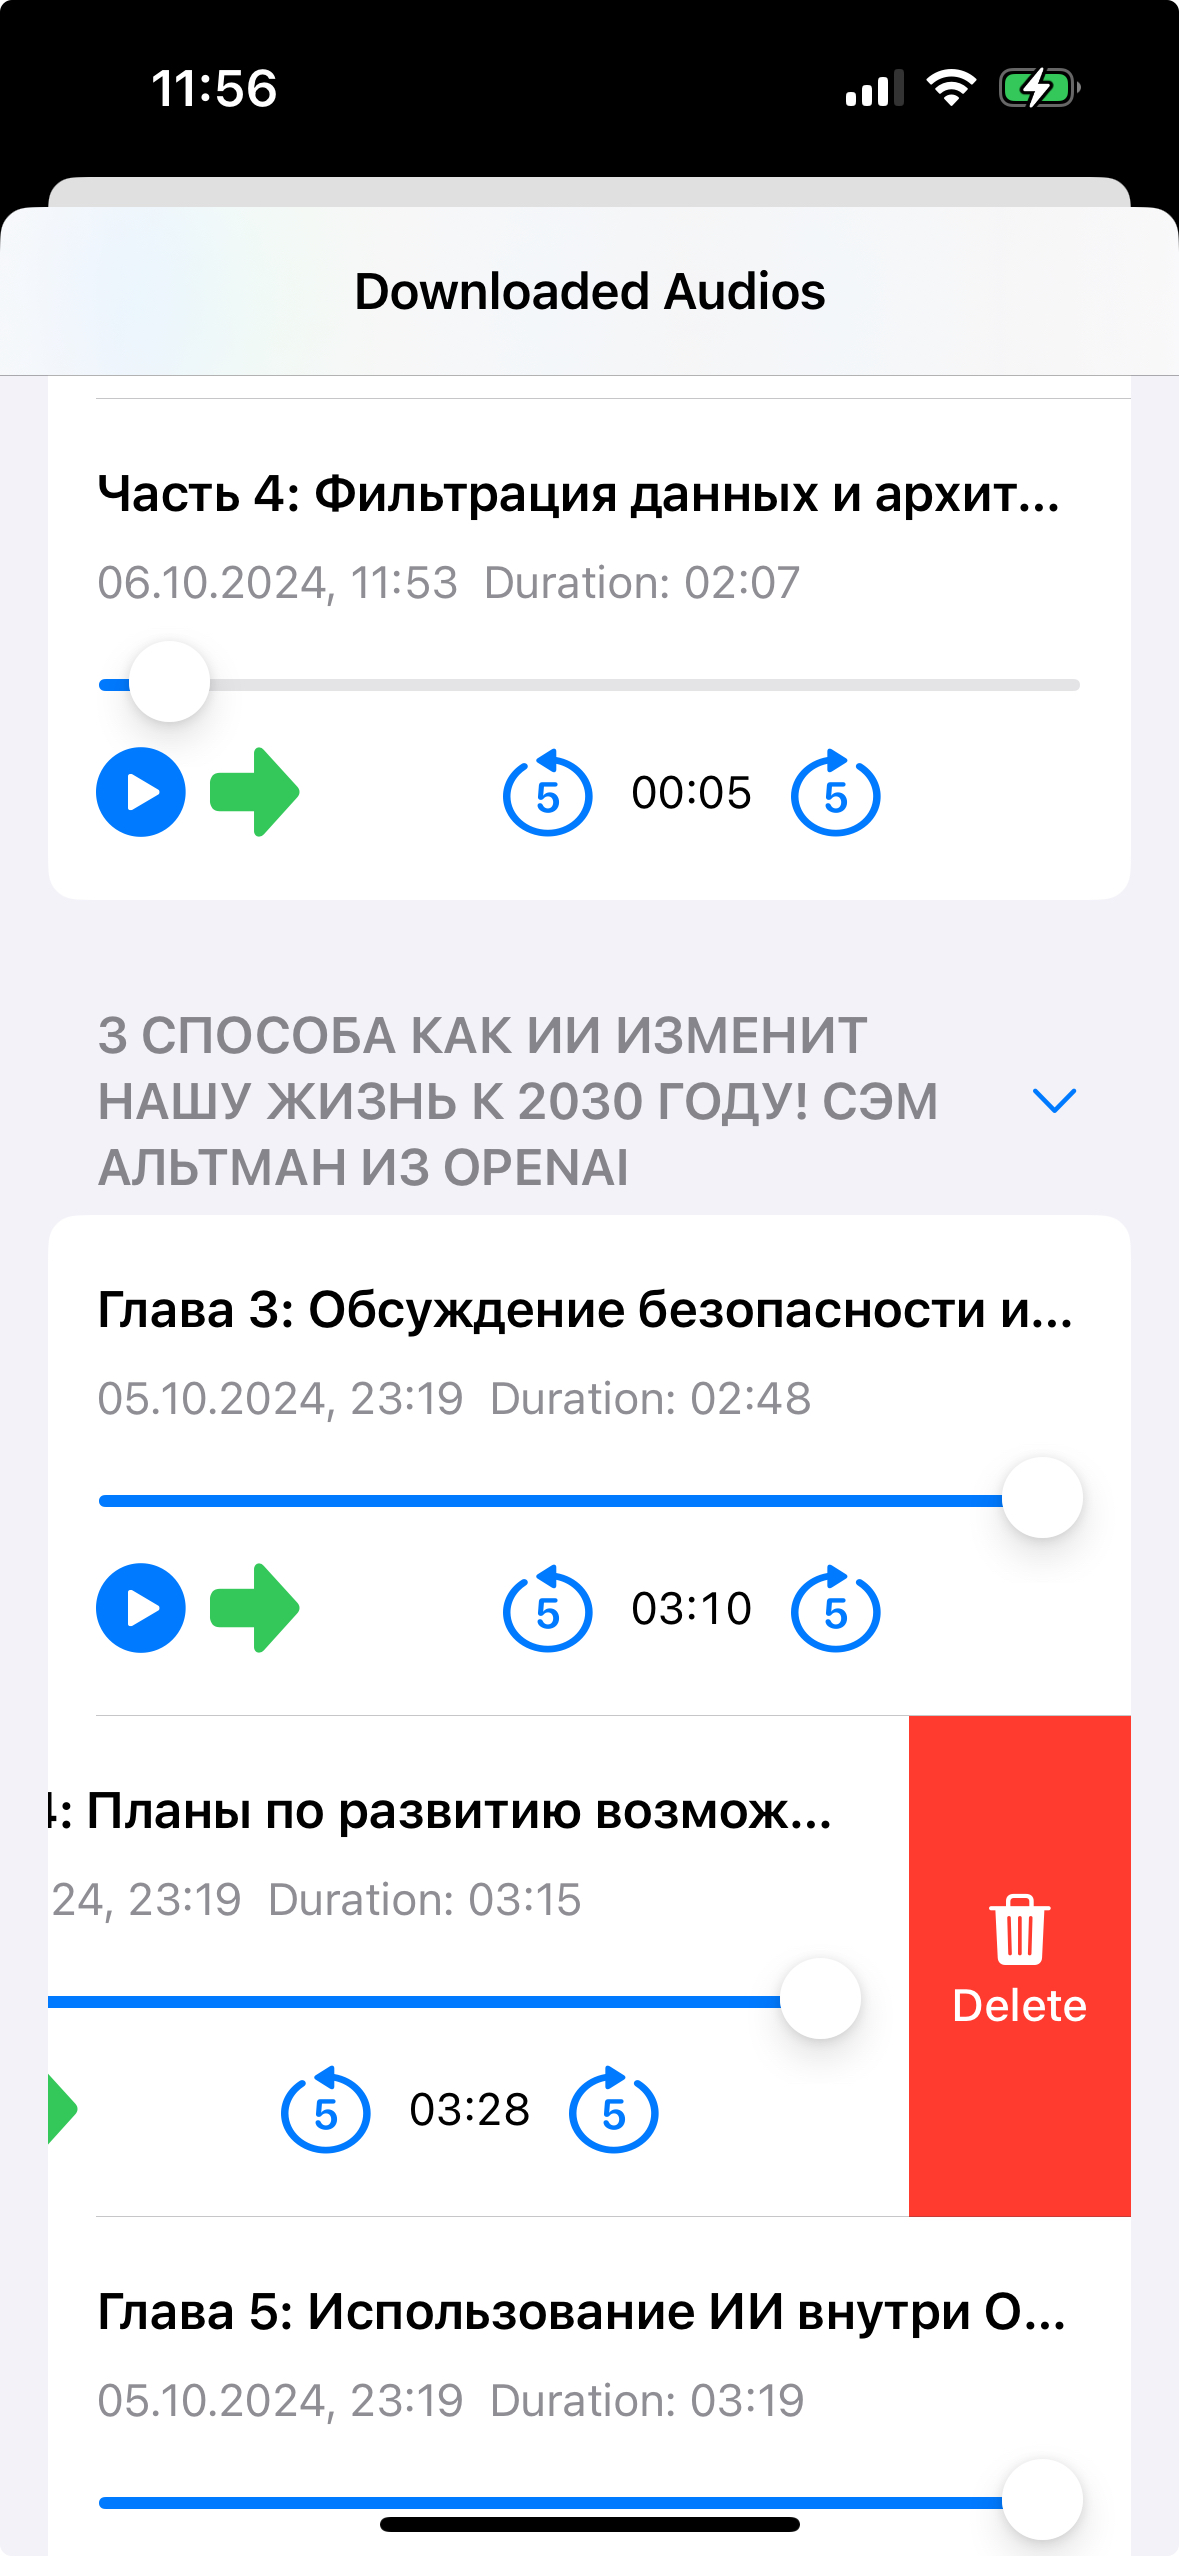 11:56
Downloaded Audios
Часть 4: Фильтрация данных и архит...
06.10.2024, 11:53 Duration: 02:07
5 00:05 5
3 СПОСОБА КАК ИИ ИЗМЕНИТ
НАШУ ЖИЗНЬ К 2030 ГОДУ! СЭМ
АЛЬТМАН ИЗ OPENAI
Глава 3: Обсуждение безопасности и...
05.10.2024, 23:19 Duration: 02:48
5 03:10 5
4: Планы по развитию возмож...
24, 23:19 Duration: 03:15
Delete
5 03:28 5
Глава 5: Использование ИИ внутри O...
05.10.2024, 23:19 Duration: 03:19